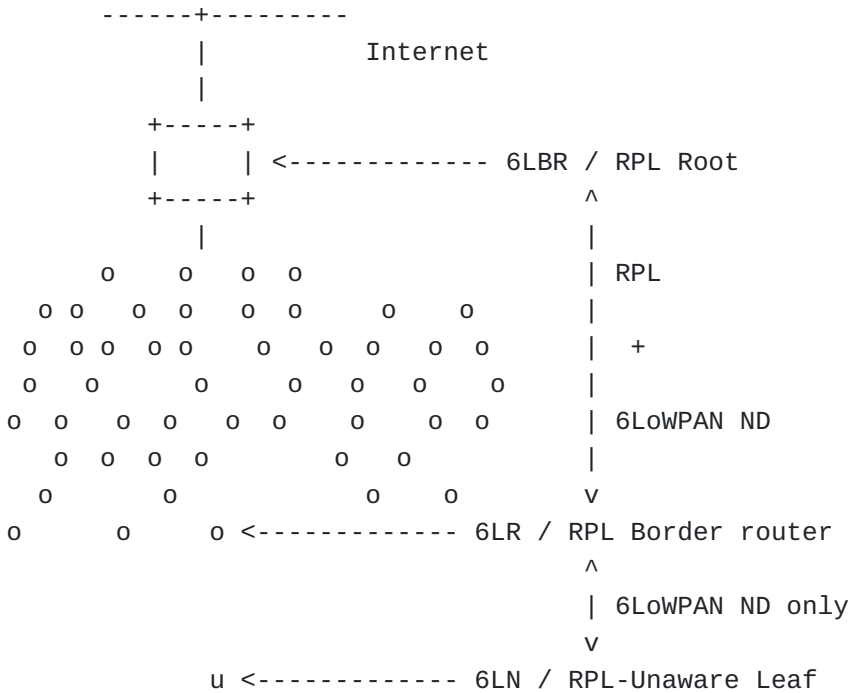 ------+---------
|          Internet
|
+-----+
|     | <------------- 6LBR / RPL Root
+-----+                     ^
|                        |
o    o   o  o                  | RPL
o o   o  o   o  o     o    o       |
o  o o  o o    o   o  o   o  o      |  +
o   o      o     o   o   o    o     |
o  o   o  o   o  o    o    o  o      | 6LoWPAN ND
o  o  o  o        o   o           |
o       o            o    o        v
o      o     o <------------- 6LR / RPL Border router
^
| 6LoWPAN ND only
v
u <------------- 6LN / RPL-Unaware Leaf